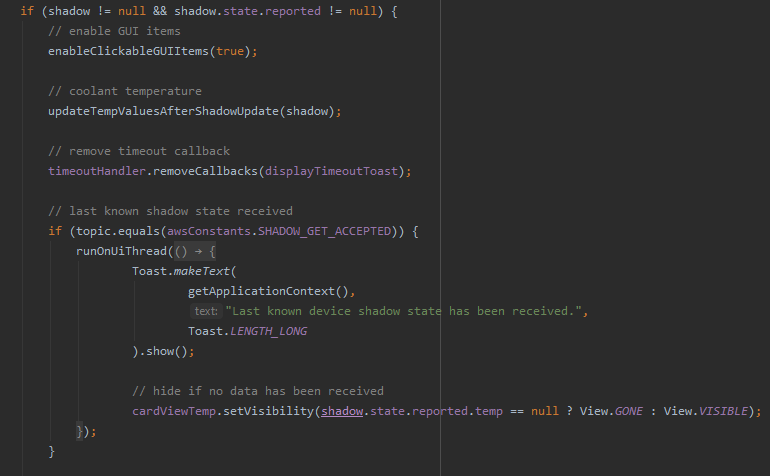 if (shadow != null && shadow.state.reported != null) {
// enable GUI items
enableClickableGUIItems(true);
// coolant temperature
updateTempValuesAfterShadowUpdate(shadow);
// remove timeout callback
timeoutHandler.removeCallbacks(displayTimeoutToast);
// last known shadow state received
if (topic.equals(awsConstants.SHADOW_GET_ACCEPTED)) {
runOnUiThread(() → {
Toast.makeText(
getApplicationContext(),
text: "Last known device shadow state has been received.",
Toast.LENGTH_LONG
).show();
// hide if no data has been received
cardViewTemp.setVisibility(shadow.state.reported.temp == null ? View.GONE : View.VISIBLE);
});
}